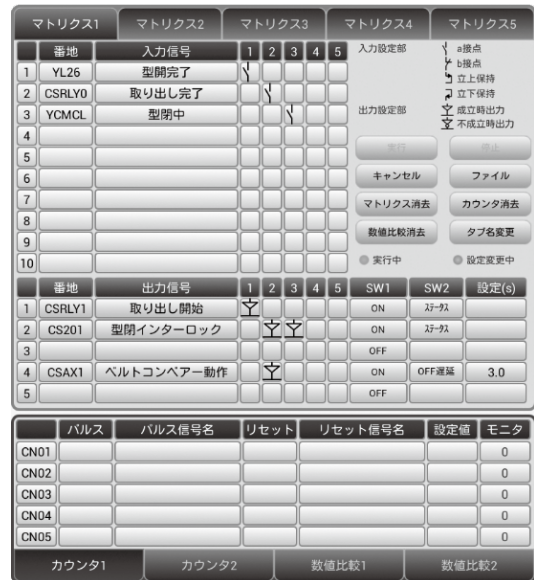 マトリクス1 マトリクス2 マトリクス3 マトリクス4 マトリクス5
番地 入力信号 1 2 3 4 5 入力設定部 a接点
b接点
1 YL26 型開完了 立上保持
2 CSRLY0 取り出し完了 立下保持
3 YCMCL 型閉中 出力設定部 成立時出力
不成立時出力
4 実行 停止
5
6 キャンセル ファイル
7 マトリクス消去 カウンタ消去
8
9 数値比較消去 タブ名変更
10 実行中 設定変更中
番地 出力信号 1 2 3 4 5 SW1 SW2 設定(s)
1 CSRLY1 取り出し開始 ON ステータス
2 CS201 型閉インターロック ON ステータス
3 OFF
4 CSAX1 ベルトコンベアー動作 ON OFF遅延 3.0
5 OFF
パルス パルス信号名 リセット リセット信号名 設定値 モニタ
CN01 0
CN02 0
CN03 0
CN04 0
CN05 0
カウンタ1 カウンタ2 数値比較1 数値比較2